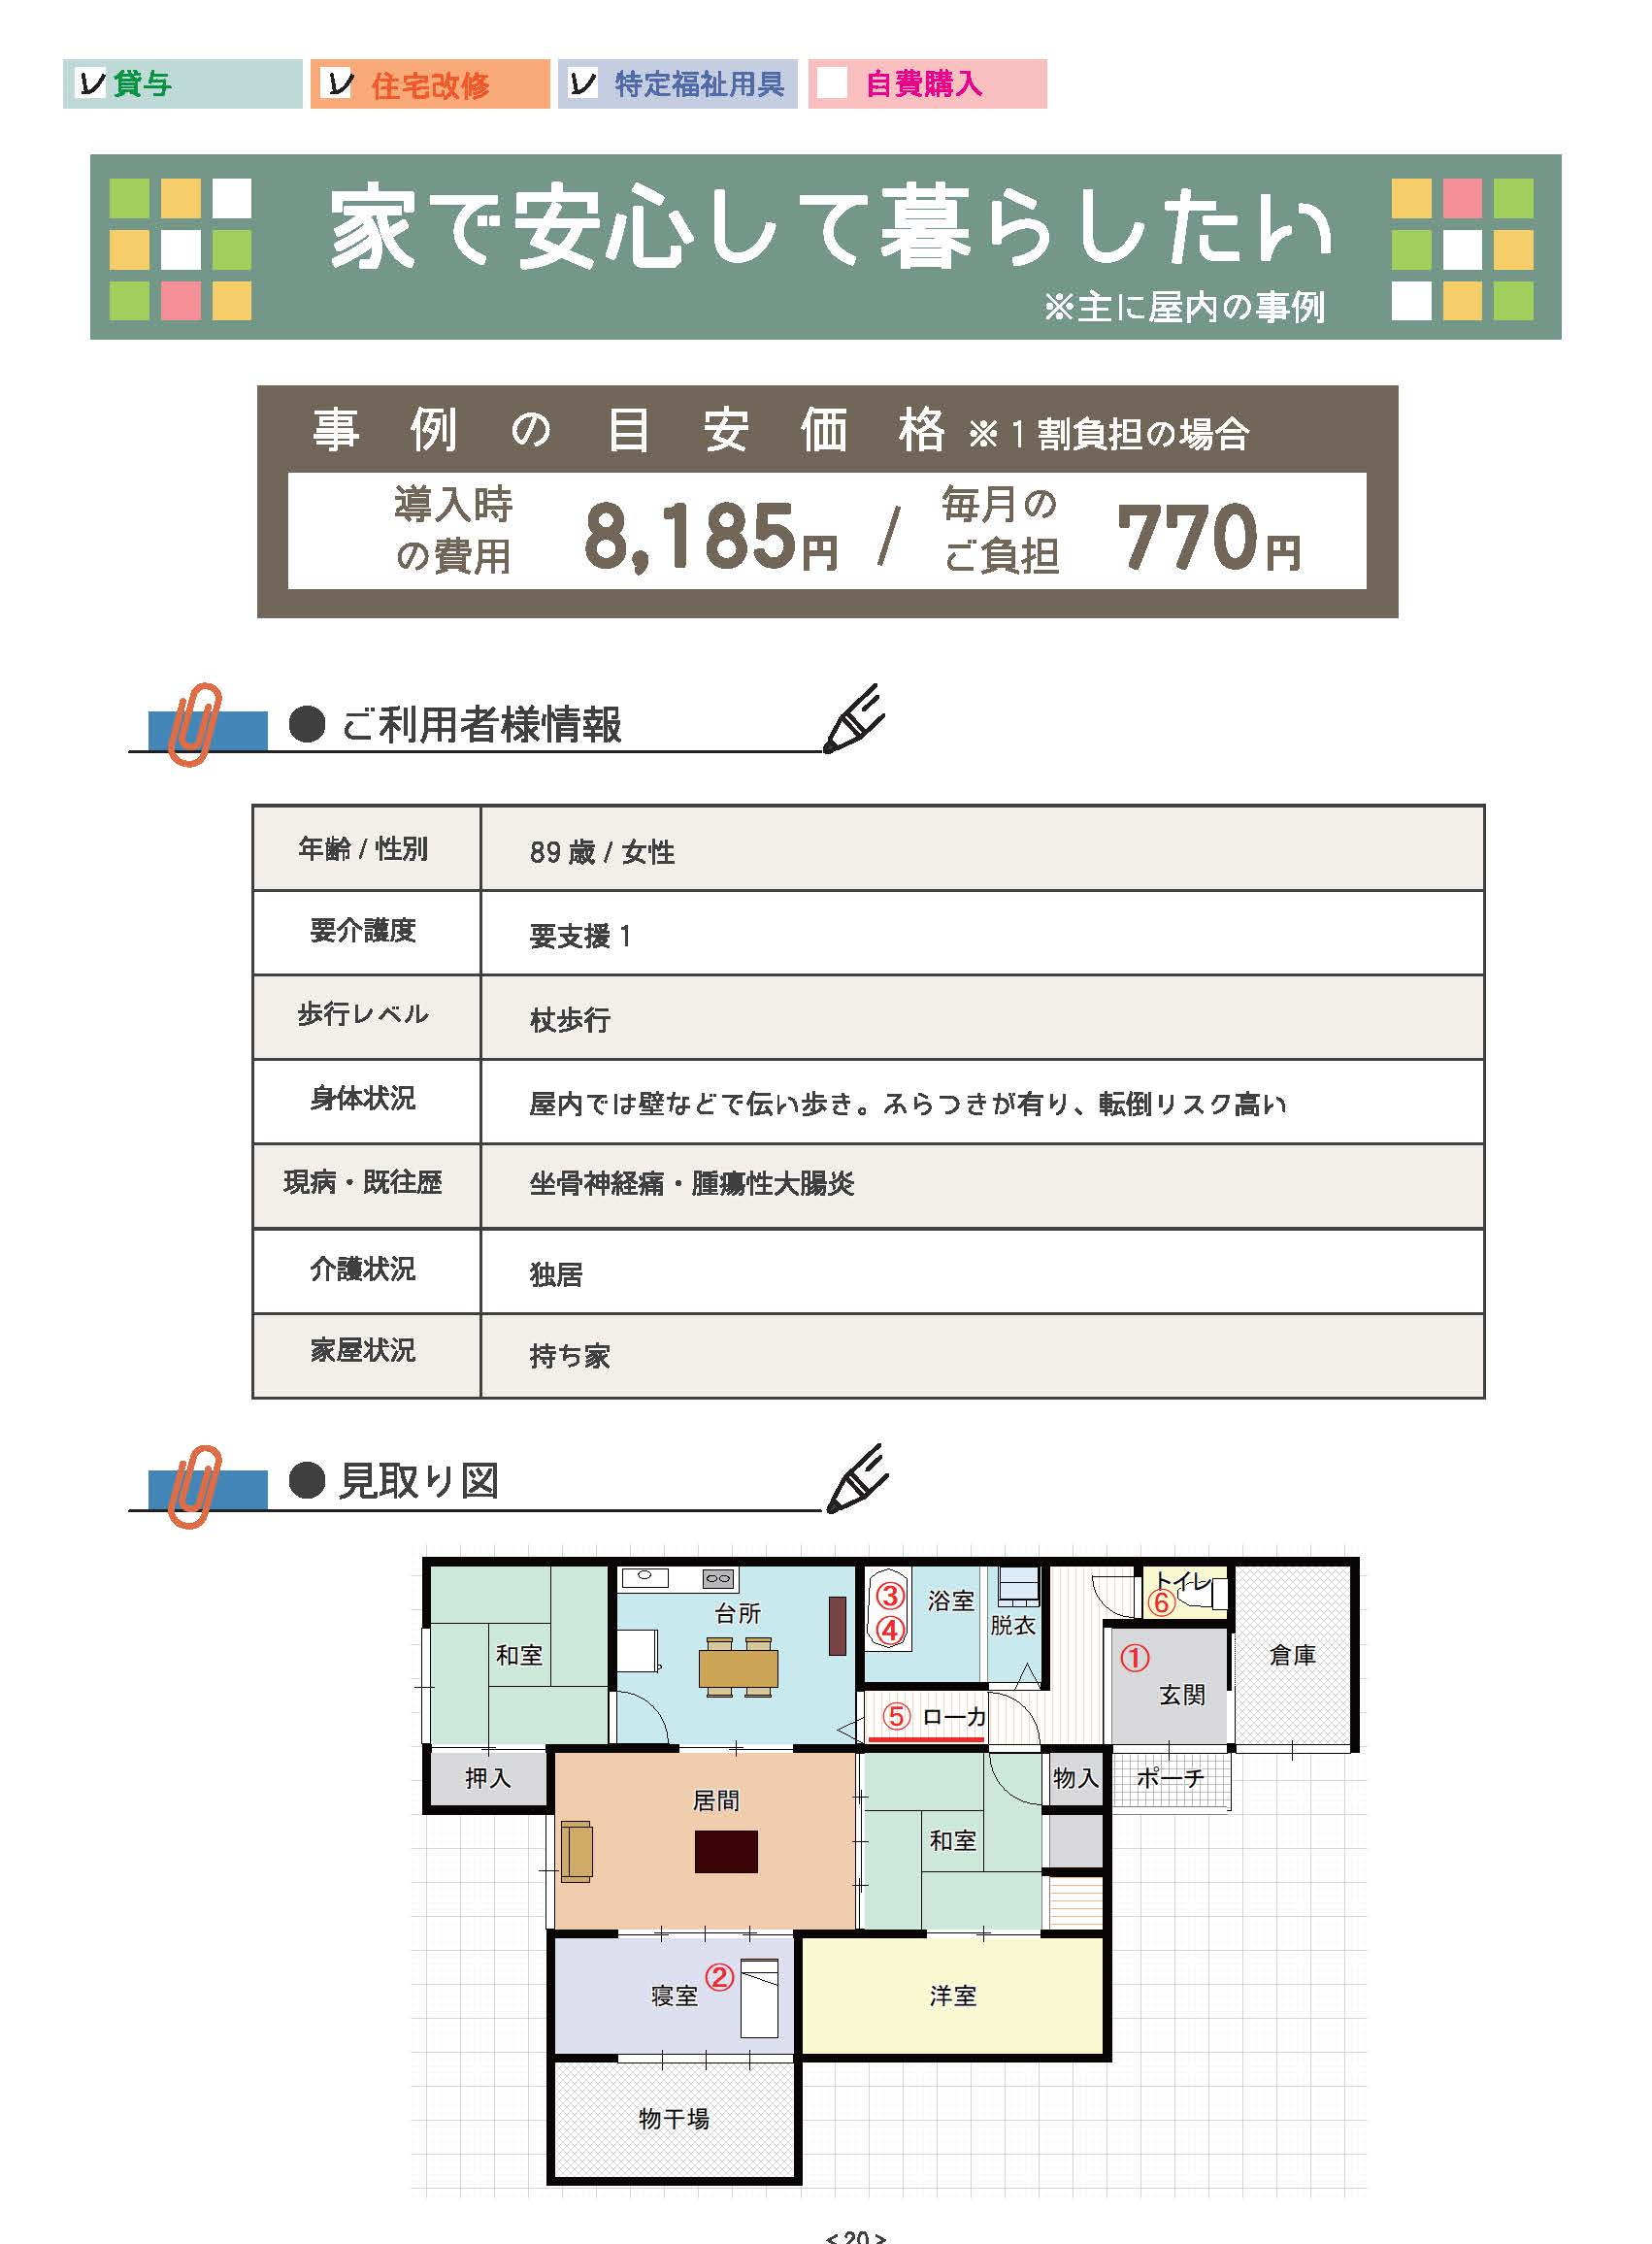 貸与 住宅改修 特定福祉用具 自費購入
家で安心して暮らしたい
※主に屋内の事例
事例の目安価格 ※1割負担の場合
導入時の費用 8,185円 / 毎月のご負担 770円
● ご利用者様情報
年齢 / 性別 89 歳 / 女性
要介護度 要支援 1
歩行レベル 杖歩行
身体状況 屋内では壁などで伝い歩き。ふらつきが有り、転倒リスク高い
現病・既往歴 坐骨神経痛・腫瘍性大腸炎
介護状況 独居
家屋状況 持ち家
● 見取り図
トイレ
③ 浴室 ⑥
台所
④ 脱衣
和室 ① 倉庫
玄関
⑤ ローカ
押入 物入 ポーチ
居間
和室
②
寝室 洋室
物干場
< 20 >